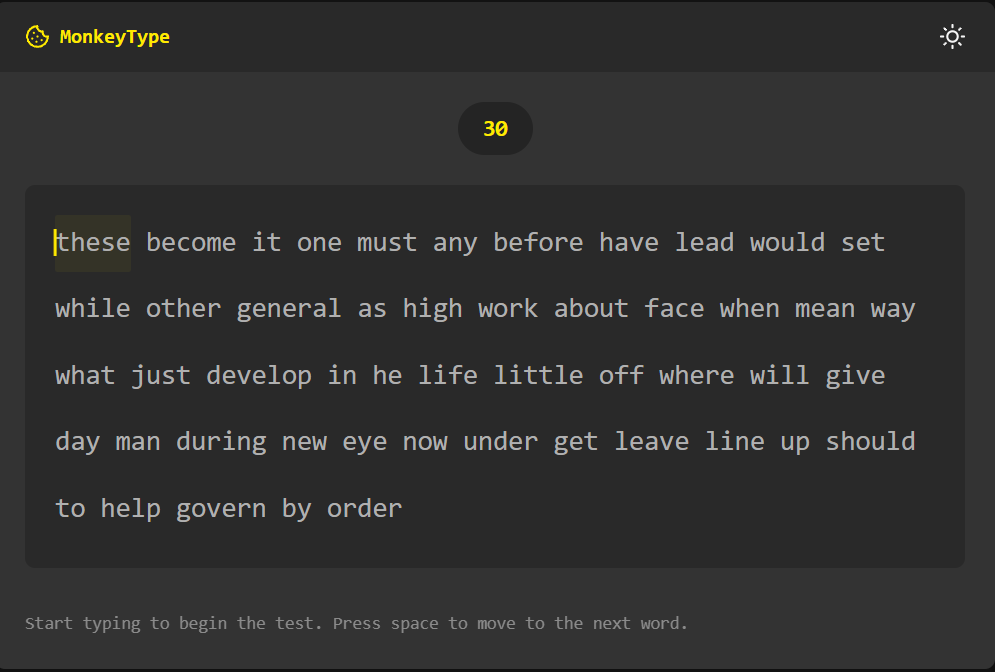 MonkeyType
30
these become it one must any before have lead would set
while other general as high work about face when mean way
what just develop in he life little off where will give
day man during new eye now under get leave line up should
to help govern by order
Start typing to begin the test. Press space to move to the next word.